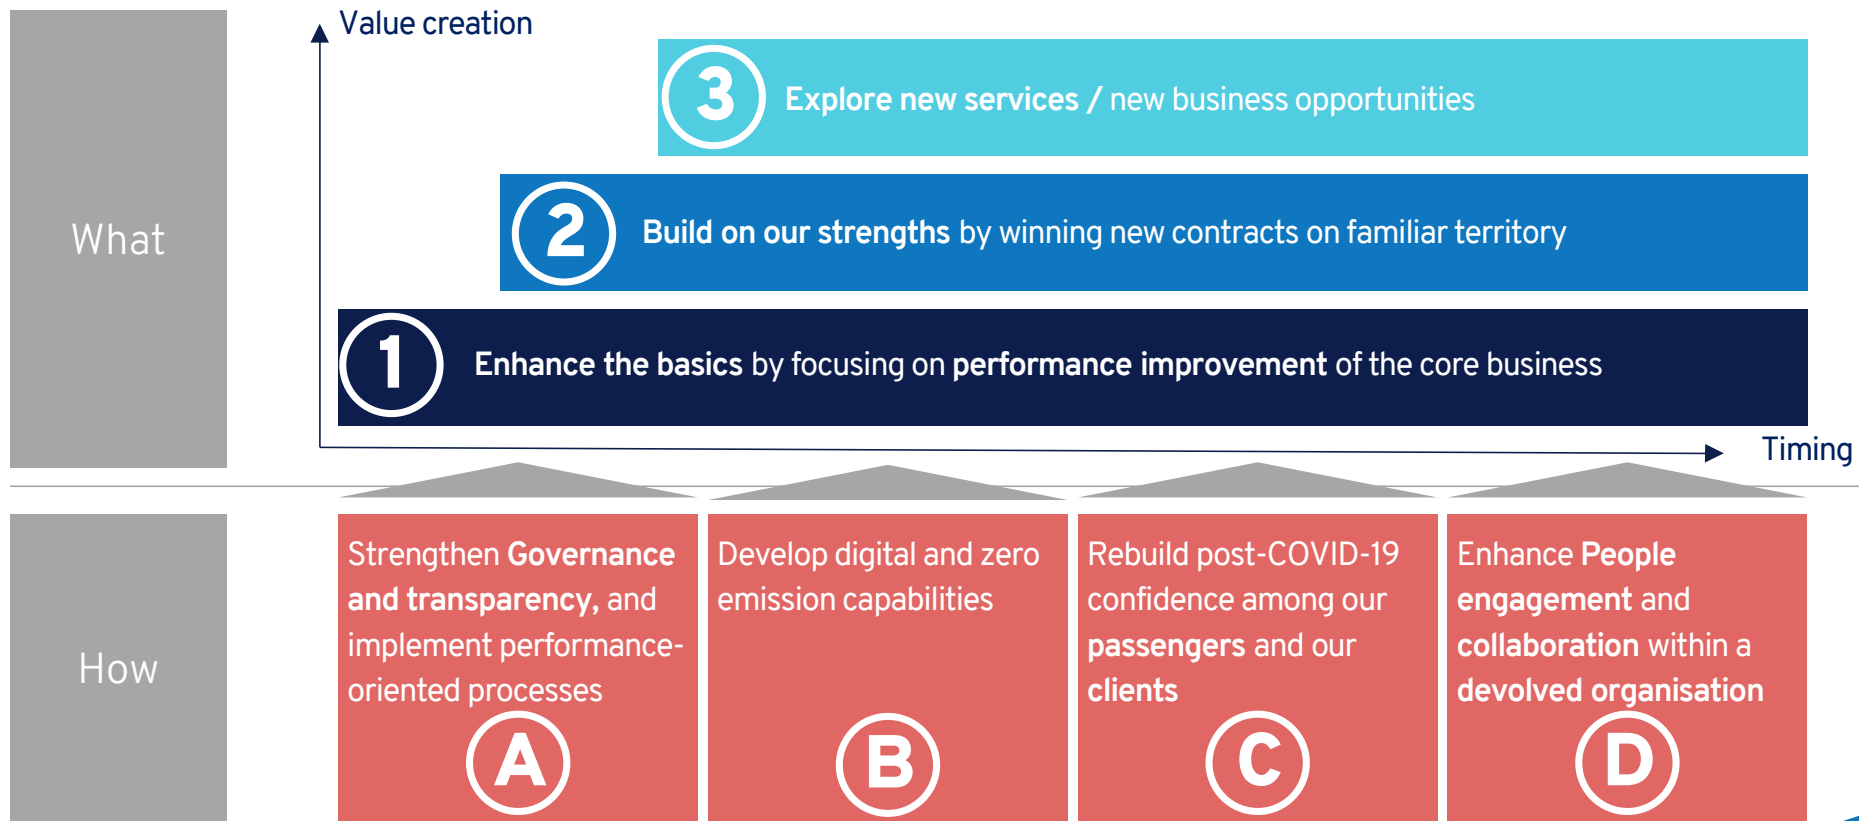 Value creation
What
3
Explore new services / new business opportunities
2
Build on our strengths by winning new contracts on familiar territory
1
Enhance the basics by focusing on performance improvement of the core business
Timing
How
Strengthen Governance
and transparency, and
implement performance-
oriented processes
A
Develop digital and zero
emission capabilities
B
Rebuild post-COVID-19
confidence among our
passengers and our
clients
C
Enhance People
engagement and
collaboration within a
devolved organisation
D